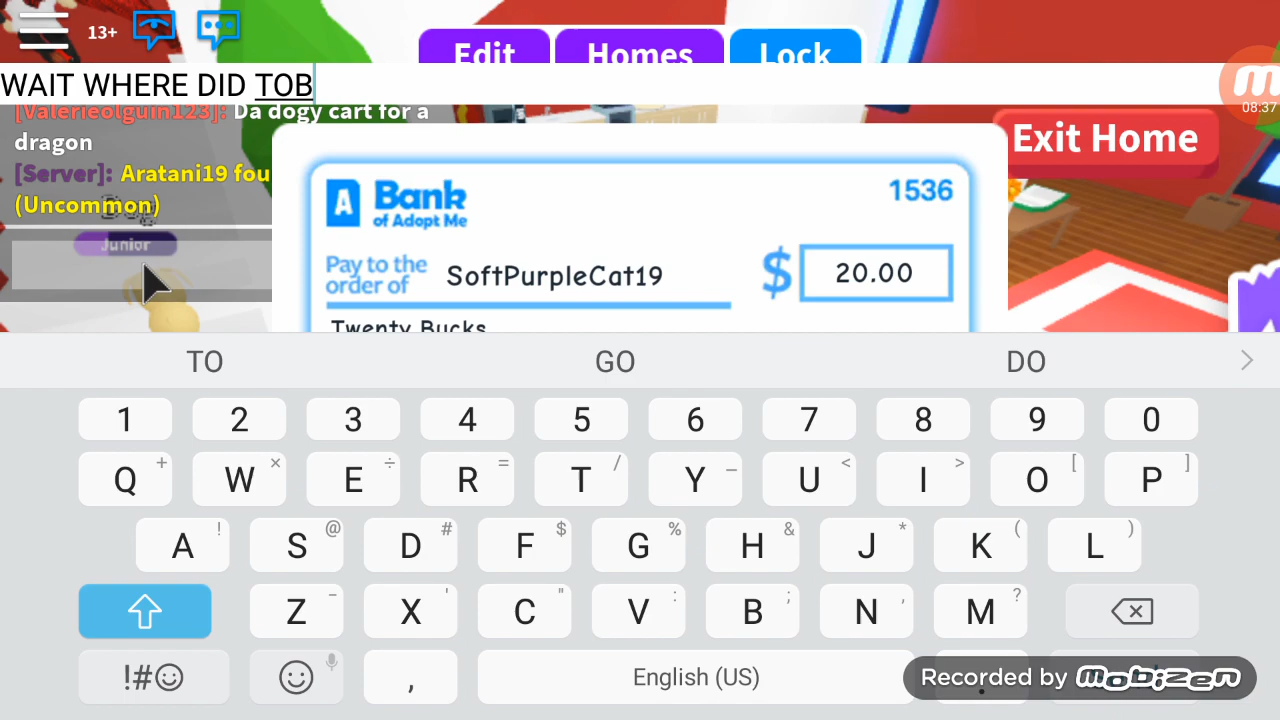 13+
Edit Homes Lock
WAIT WHERE DID TOB
08:37
[Valerieolguin123]: Da dogy cart for a
dragon
[Server]: Aratani19 fou
(Uncommon)
Junior
Exit Home
A Bank
of Adopt Me
1536
Pay to the
order of
SoftPurpleCat19
$ 20.00
Twenty Bucks
TO GO DO
1 2 3 4 5 6 7 8 9 0
Q + W × E ÷ R = T / Y _ U < I > O [ P ]
A ! S @ D # F $ G % H & J * K ( L )
Z - X ' C " V : B ; N , M ?
!#☺ , English (US) .
Recorded by mobizen